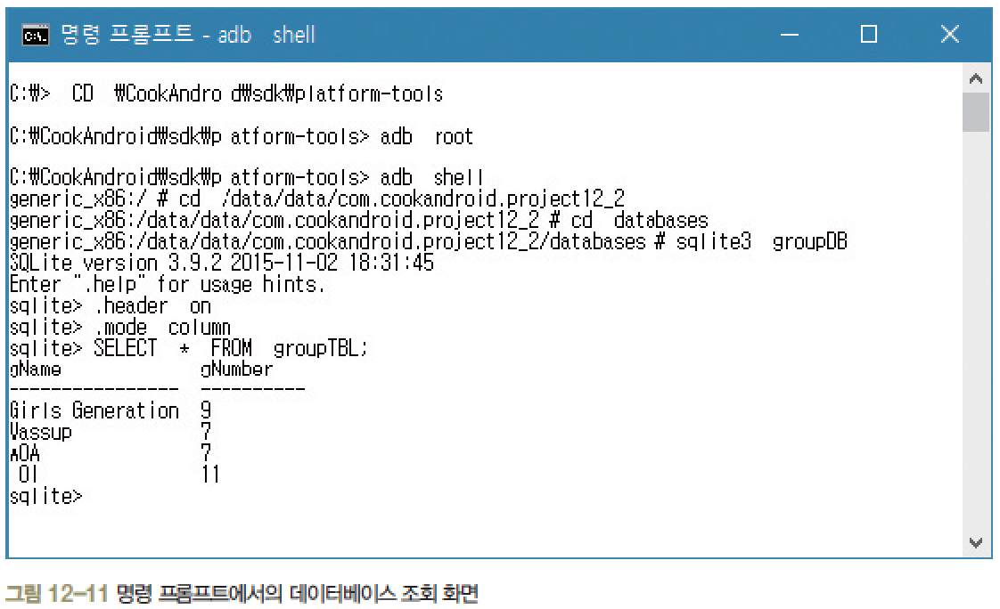 명령 프롬프트 - adb shell
C:₩> CD ₩CookAndro d₩sdk₩platform-tools
C:₩CookAndroid₩sdk₩p atform-tools> adb root
C:₩CookAndroid₩sdk₩p atform-tools> adb shell
generic_x86:/ # cd /data/data/com.cookandroid.project12_2
generic_x86:/data/data/com.cookandroid.project12_2 # cd databases
generic_x86:/data/data/com.cookandroid.project12_2/databases # sqlite3 groupDB
SQLite version 3.9.2 2015-11-02 18:31:45
Enter ".help" for usage hints.
sqlite> .header on
sqlite> .mode column
sqlite> SELECT * FROM groupTBL;
gName gNumber
---------------- ----------
Girls Generation 9
Wassup 7
AOA 7
OI 11
sqlite>
그림 12-11 명령 프롬프트에서의 데이터베이스 조회 화면